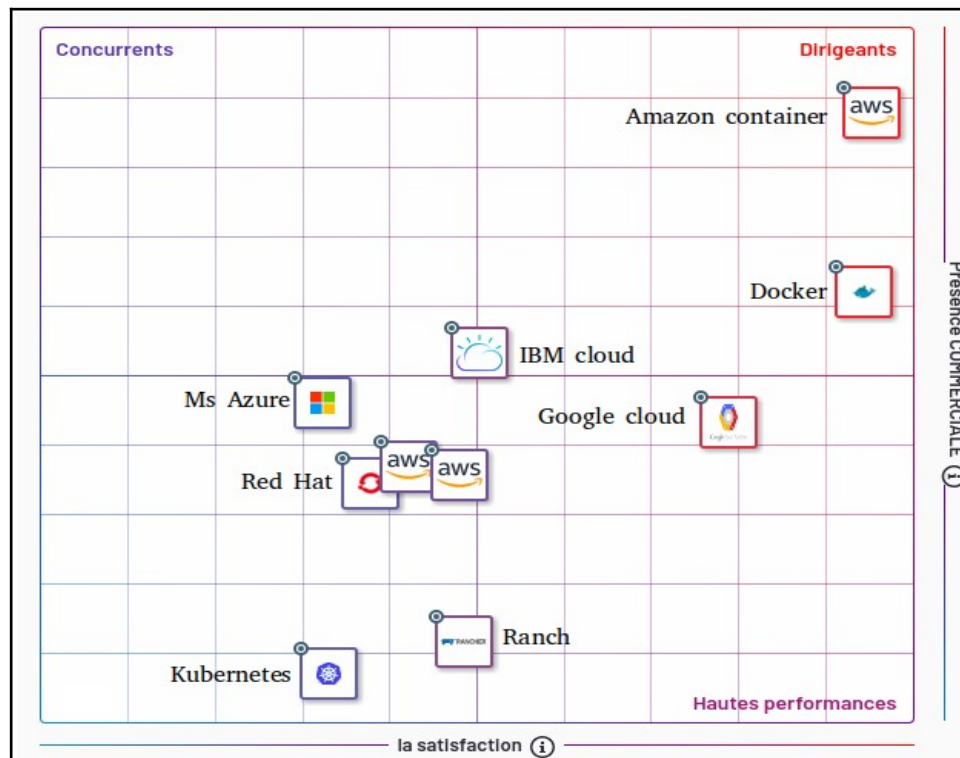 Concurrents
Dirigeants
Amazon container
aws
Docker
Présence COMMERCIALE
IBM cloud
Ms Azure
Google cloud
aws
aws
Red Hat
RANCHER
Ranch
Kubernetes
Hautes performances
la satisfaction